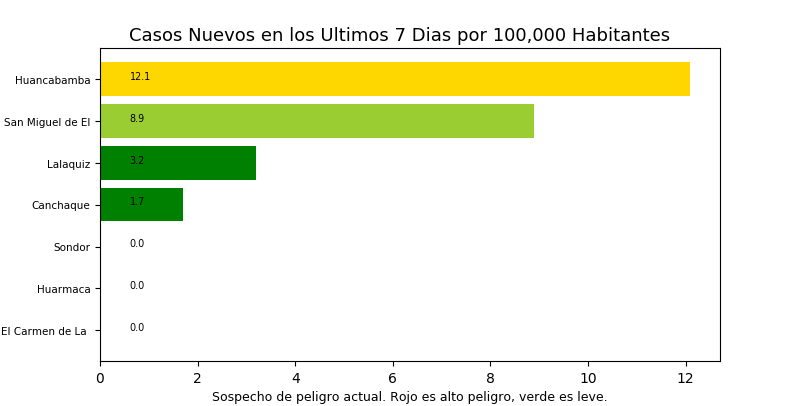 Casos Nuevos en los Ultimos 7 Dias por 100,000 Habitantes
Huancabamba 12.1
San Miguel de El 8.9
Lalaquiz 3.2
Canchaque 1.7
Sondor 0.0
Huarmaca 0.0
El Carmen de La 0.0
0 2 4 6 8 10 12
Sospecho de peligro actual. Rojo es alto peligro, verde es leve.